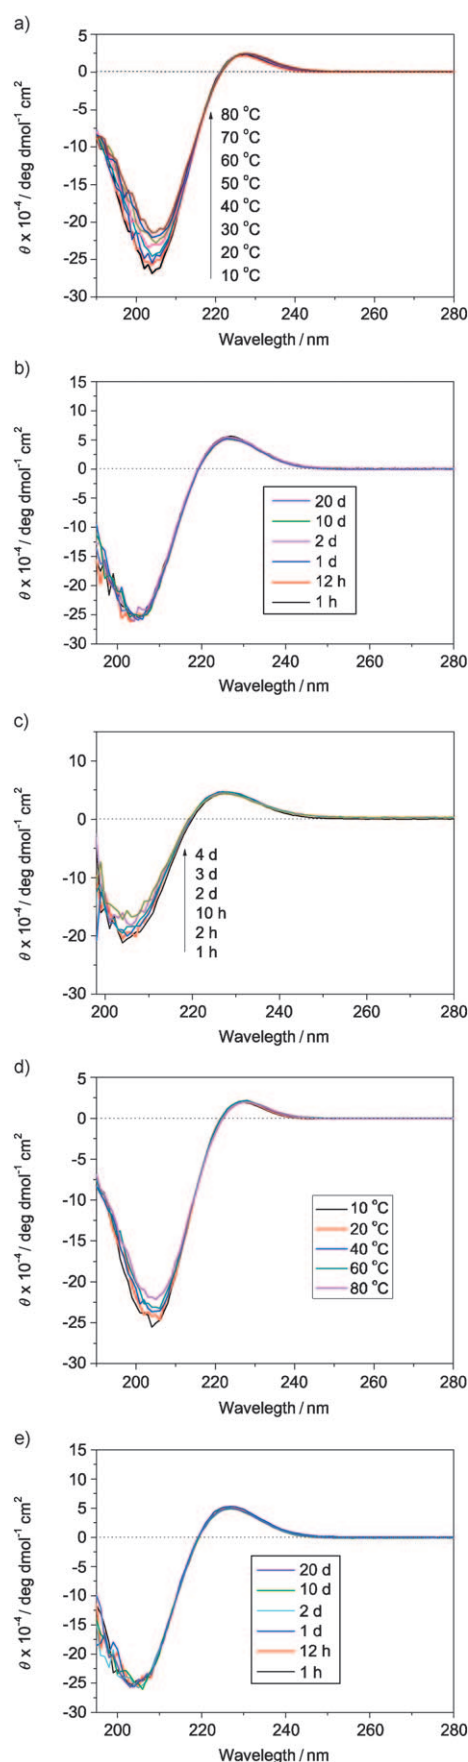 a)
5
0
-5
-10
-15
-20
-25
-30
80 °C
70 °C
60 °C
50 °C
40 °C
30 °C
20 °C
10 °C
θ x 10⁻⁴ / deg dmol⁻¹ cm²
200 220 240 260 280
Wavelegth / nm
b)
15
10
5
0
-5
-10
-15
-20
-25
-30
20 d
10 d
2 d
1 d
12 h
1 h
θ x 10⁻⁴ / deg dmol⁻¹ cm²
200 220 240 260 280
Wavelegth / nm
c)
10
0
-10
-20
-30
4 d
3 d
2 d
10 h
2 h
1 h
θ x 10⁻⁴ / deg dmol⁻¹ cm²
200 220 240 260 280
Wavelegth / nm
d)
5
0
-5
-10
-15
-20
-25
-30
10 °C
20 °C
40 °C
60 °C
80 °C
θ x 10⁻⁴ / deg dmol⁻¹ cm²
200 220 240 260 280
Wavelegth / nm
e)
15
10
5
0
-5
-10
-15
-20
-25
-30
20 d
10 d
2 d
1 d
12 h
1 h
θ x 10⁻⁴ / deg dmol⁻¹ cm²
200 220 240 260 280
Wavelegth / nm